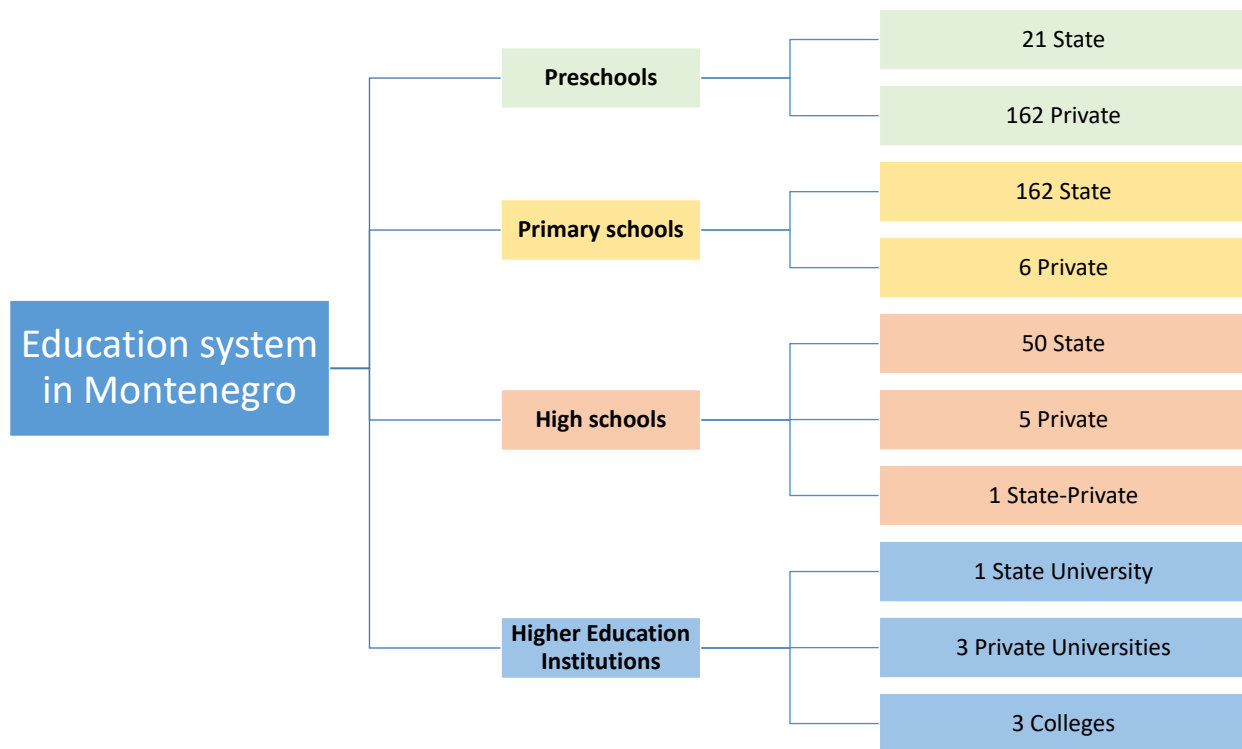 Education system
in Montenegro
Preschools
21 State
162 Private
Primary schools
162 State
6 Private
High schools
50 State
5 Private
1 State-Private
Higher Education
Institutions
1 State University
3 Private Universities
3 Colleges